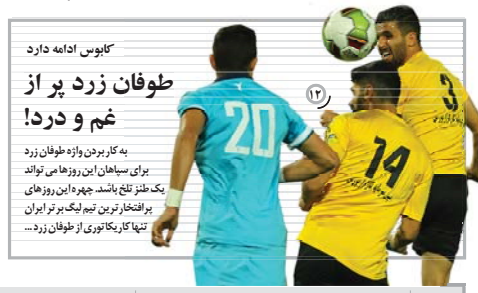 کابوس ادامه دارد
طوفان زرد پر از
غم و درد!
۱۲
به کار بردن واژه طوفان زرد
برای سپاهان این روزها می تواند
یک طنز تلخ باشد. چهره این روزهای
پرافتخارترین تیم لیگ برتر ایران
تنها کاریکاتوری از طوفان زرد ...
20
14
3